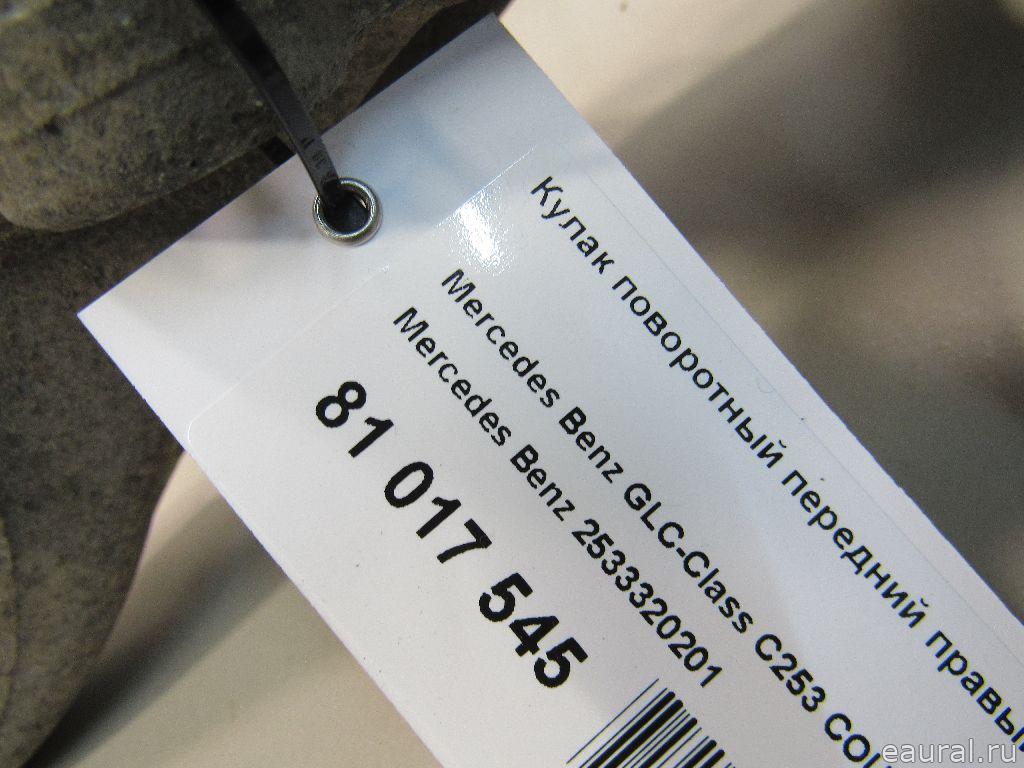 Кулак поворотный передний правый
Mercedes Benz GLC-Class C253
Mercedes Benz 2533320201
81 017 545
eaural.ru